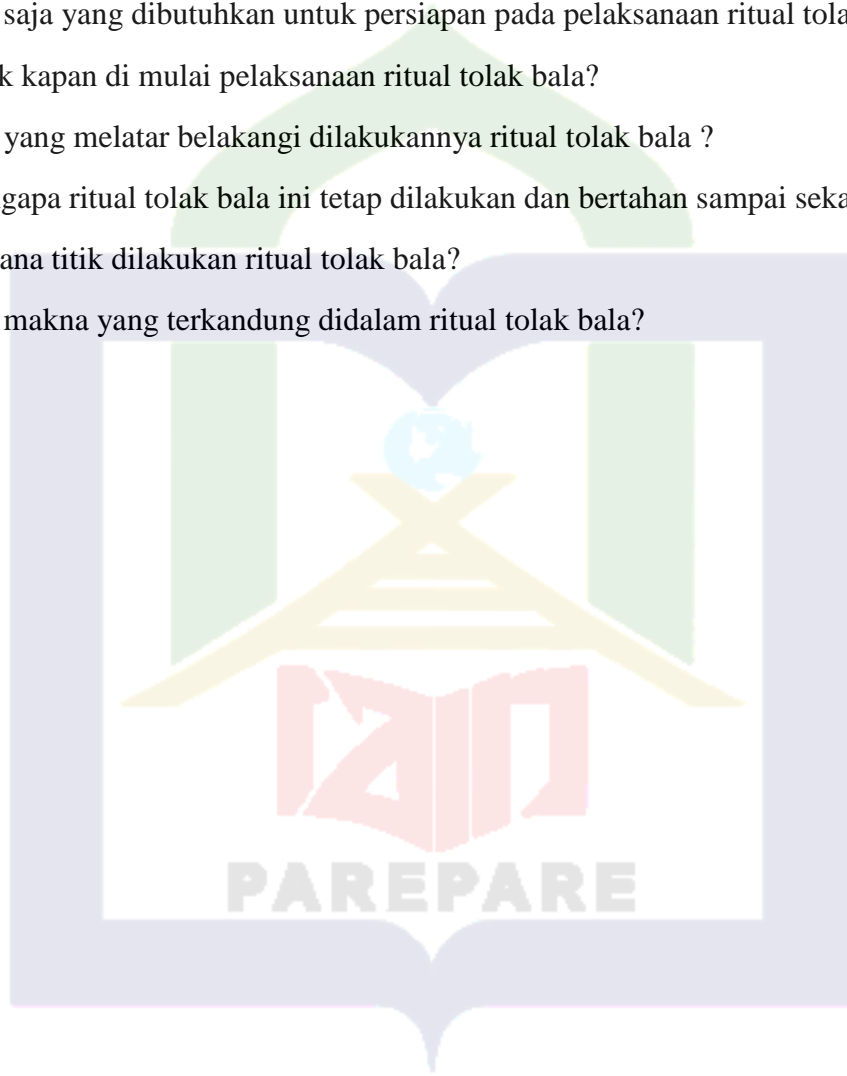 saja yang dibutuhkan untuk persiapan pada pelaksanaan ritual tola
k kapan di mulai pelaksanaan ritual tolak bala?
yang melatar belakangi dilakukannya ritual tolak bala ?
gapa ritual tolak bala ini tetap dilakukan dan bertahan sampai seka
ana titik dilakukan ritual tolak bala?
makna yang terkandung didalam ritual tolak bala?
iain
PAREPARE